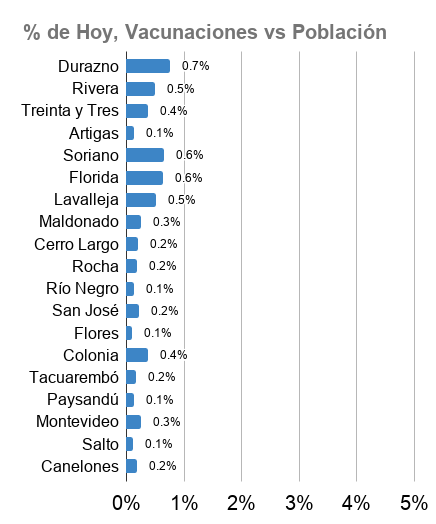 % de Hoy, Vacunaciones vs Población
Durazno 0.7%
Rivera 0.5%
Treinta y Tres 0.4%
Artigas 0.1%
Soriano 0.6%
Florida 0.6%
Lavalleja 0.5%
Maldonado 0.3%
Cerro Largo 0.2%
Rocha 0.2%
Río Negro 0.1%
San José 0.2%
Flores 0.1%
Colonia 0.4%
Tacuarembó 0.2%
Paysandú 0.1%
Montevideo 0.3%
Salto 0.1%
Canelones 0.2%
0% 1% 2% 3% 4% 5%